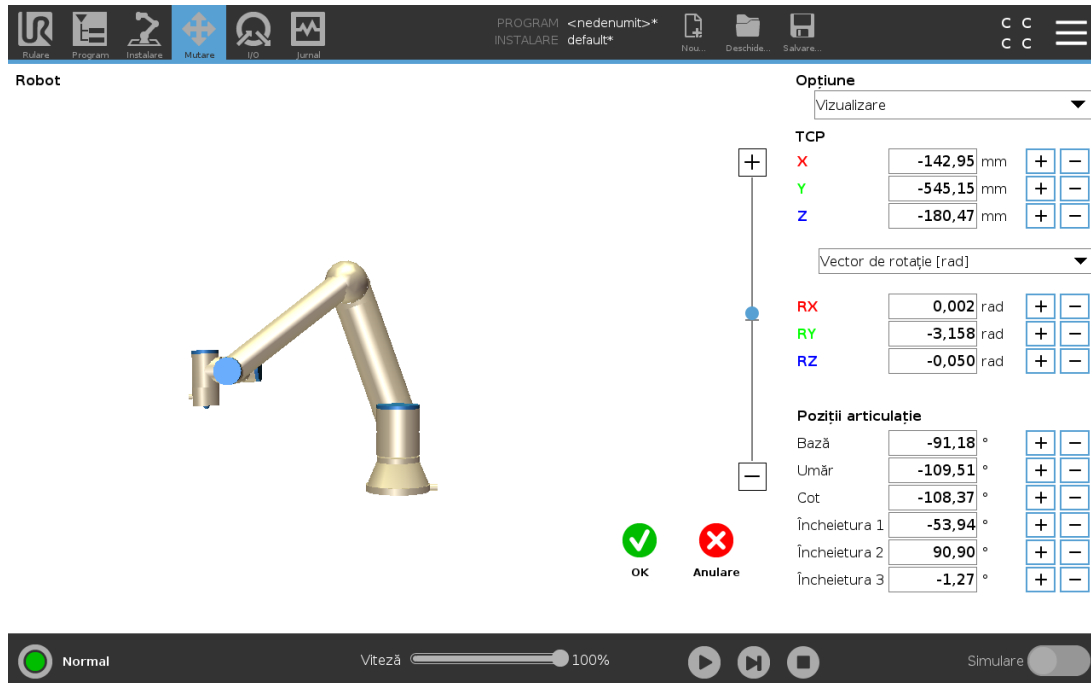 UR
PROGRAM <nedenumit>*
INSTALARE default*
C C
C C
Rulare Program Instalare Mutare I/O Jurnal Nou... Deschide... Salvare...
Robot
Opțiune
Vizualizare
TCP
X -142,95 mm + −
Y -545,15 mm + −
Z -180,47 mm + −
Vector de rotație [rad]
RX 0,002 rad + −
RY -3,158 rad + −
RZ -0,050 rad + −
Poziții articulație
Bază -91,18 ° + −
Umăr -109,51 ° + −
Cot -108,37 ° + −
Încheietura 1 -53,94 ° + −
Încheietura 2 90,90 ° + −
Încheietura 3 -1,27 ° + −
OK Anulare
Normal Viteză 100% Simulare